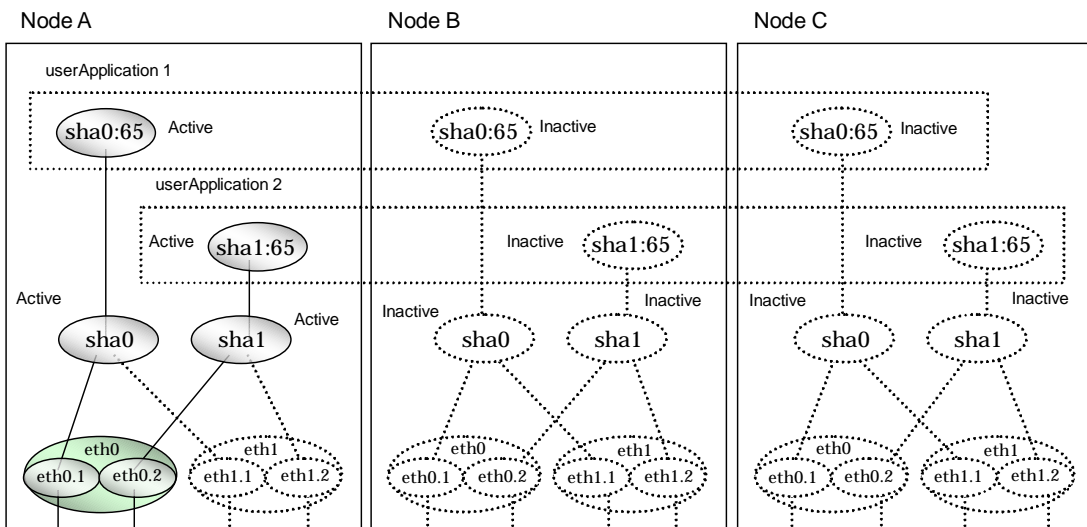 Node A
Node B
Node C
userApplication 1
sha0:65
Active
sha0:65
Inactive
sha0:65
Inactive
userApplication 2
Active
sha1:65
Inactive
sha1:65
Inactive
sha1:65
Active
sha0
sha1
Active
Inactive
sha0
sha1
Inactive
Inactive
sha0
sha1
Inactive
eth0
eth0.1
eth0.2
eth1
eth1.1
eth1.2
eth0
eth0.1
eth0.2
eth1
eth1.1
eth1.2
eth0
eth0.1
eth0.2
eth1
eth1.1
eth1.2